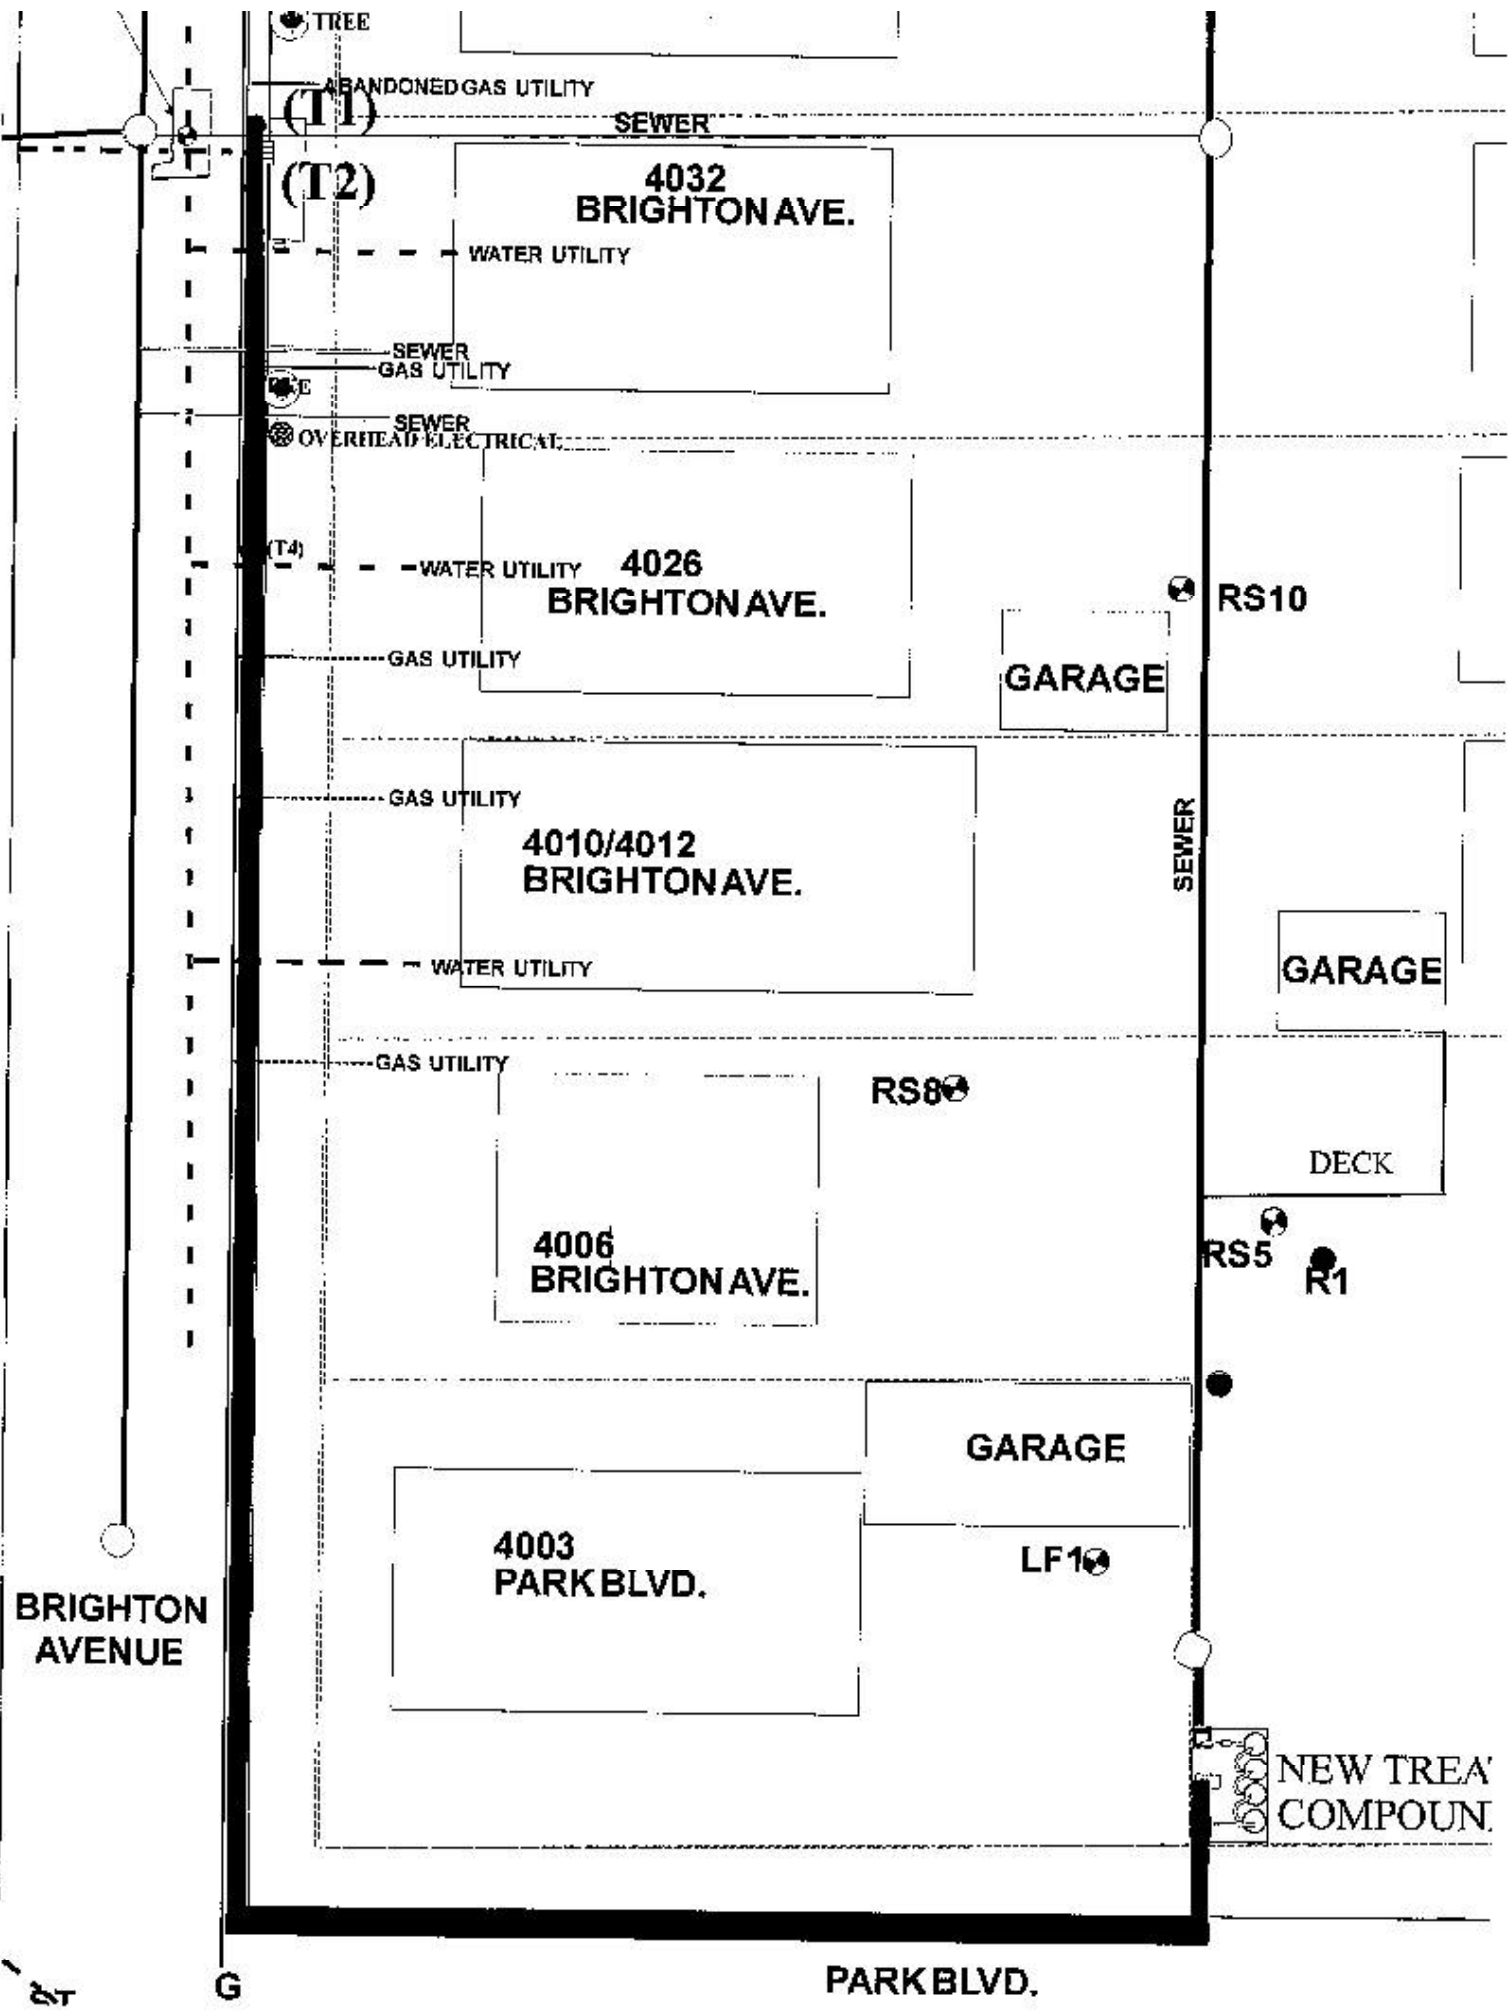 TREE
ABANDONED GAS UTILITY
(T1)
SEWER
(T2)
4032
BRIGHTON AVE.
WATER UTILITY
SEWER
GAS UTILITY
SEWER
OVERHEAD ELECTRICAL
(T4)
WATER UTILITY
4026
BRIGHTON AVE.
RS10
GAS UTILITY
GARAGE
GAS UTILITY
4010/4012
BRIGHTON AVE.
SEWER
WATER UTILITY
GARAGE
GAS UTILITY
RS8
DECK
4006
BRIGHTON AVE.
RS5
R1
GARAGE
4003
PARK BLVD.
LF1
BRIGHTON
AVENUE
NEW TREA
COMPOUN
G
PARK BLVD.